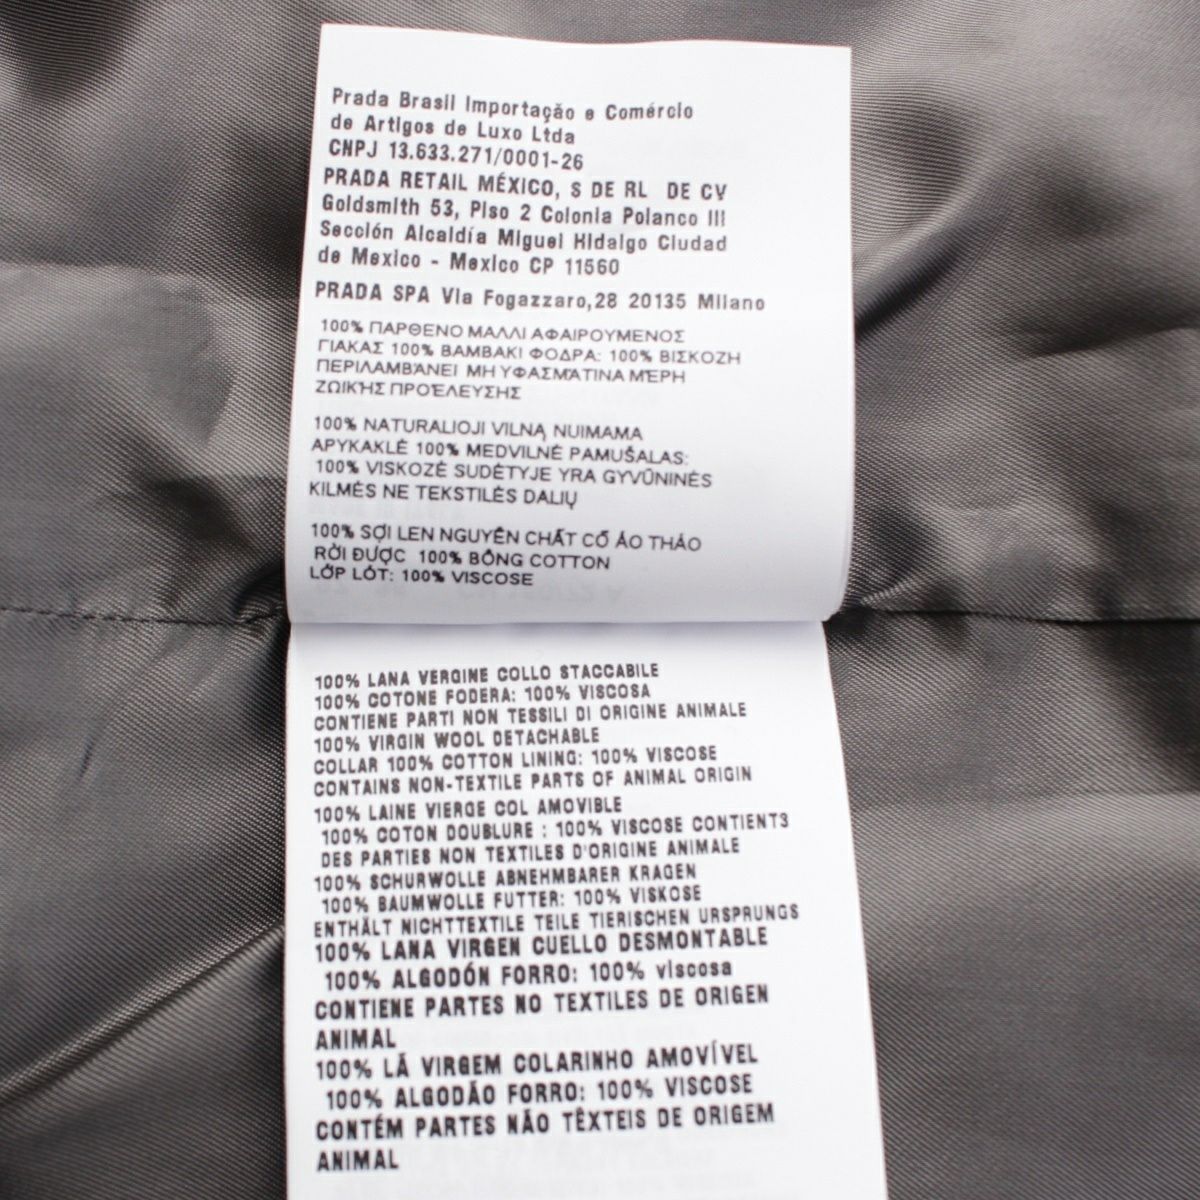 Prada Brasil Importação e Comércio
de Artigos de Luxo Ltda
CNPJ 13.633.271/0001-26
PRADA RETAIL MÉXICO, S DE RL DE CV
Goldsmith 53, Piso 2 Colonia Polanco III
Sección Alcaldía Miguel Hidalgo Ciudad
de Mexico - Mexico CP 11560
PRADA SPA Via Fogazzaro,28 20135 Milano
100% ΠΑΡΘΕΝΟ ΜΑΛΛΙ ΑΦΑΙΡΟΥΜΕΝΟΣ
ΓΙΑΚΑΣ 100% ΒΑΜΒΑΚΙ ΦΟΔΡΑ: 100% ΒΙΣΚΟΖΗ
ΠΕΡΙΛΑΜΒΆΝΕΙ ΜΗ ΥΦΑΣΜΆΤΙΝΑ ΜΈΡΗ
ΖΩΙΚΉΣ ΠΡΟΈΛΕΥΣΗΣ
100% NATURALIOJI VILNĄ NUIMAMA
APYKAKLĖ 100% MEDVILNĖ PAMUŠALAS:
100% VISKOZĖ SUDĖTYJE YRA GYVŪNINĖS
KILMĖS NE TEKSTILĖS DALIŲ
100% SỢI LEN NGUYÊN CHẤT CỔ ÁO THÁO
RỜI ĐƯỢC 100% BÔNG COTTON
LỚP LÓT: 100% VISCOSE
100% LANA VERGINE COLLO STACCABILE
100% COTONE FODERA: 100% VISCOSA
CONTIENE PARTI NON TESSILI DI ORIGINE ANIMALE
100% VIRGIN WOOL DETACHABLE
COLLAR 100% COTTON LINING: 100% VISCOSE
CONTAINS NON-TEXTILE PARTS OF ANIMAL ORIGIN
100% LAINE VIERGE COL AMOVIBLE
100% COTON DOUBLURE : 100% VISCOSE CONTIENT3
DES PARTIES NON TEXTILES D'ORIGINE ANIMALE
100% SCHURWOLLE ABNEHMBARER KRAGEN
100% BAUMWOLLE FUTTER: 100% VISKOSE
ENTHÄLT NICHTTEXTILE TEILE TIERISCHEN URSPRUNGS
100% LANA VIRGEN CUELLO DESMONTABLE
100% ALGODÓN FORRO: 100% viscosa
CONTIENE PARTES NO TEXTILES DE ORIGEN
ANIMAL
100% LÃ VIRGEM COLARINHO AMOVÍVEL
100% ALGODÃO FORRO: 100% VISCOSE
CONTÉM PARTES NÃO TÊXTEIS DE ORIGEM
ANIMAL